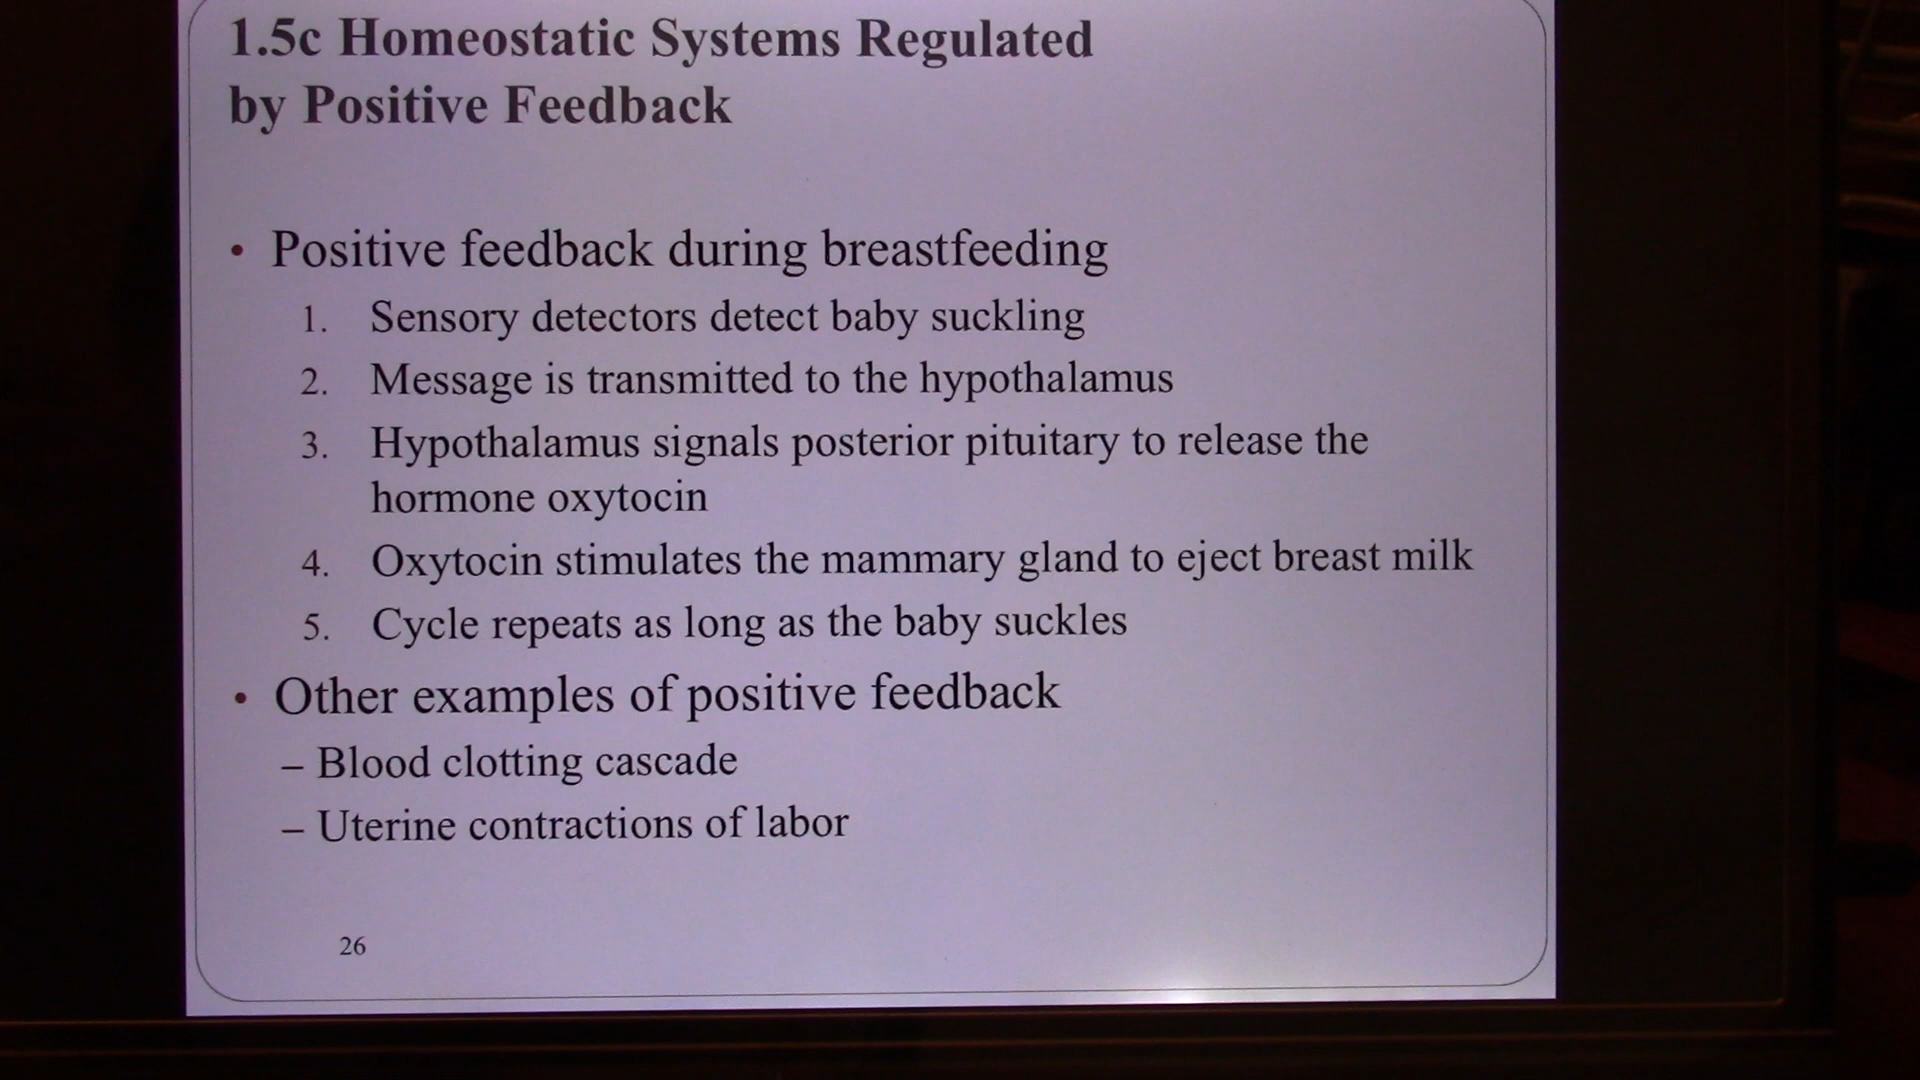 1.5c Homeostatic Systems Regulated
by Positive Feedback
• Positive feedback during breastfeeding
1. Sensory detectors detect baby suckling
2. Message is transmitted to the hypothalamus
3. Hypothalamus signals posterior pituitary to release the
hormone oxytocin
4. Oxytocin stimulates the mammary gland to eject breast milk
5. Cycle repeats as long as the baby suckles
• Other examples of positive feedback
– Blood clotting cascade
– Uterine contractions of labor
26